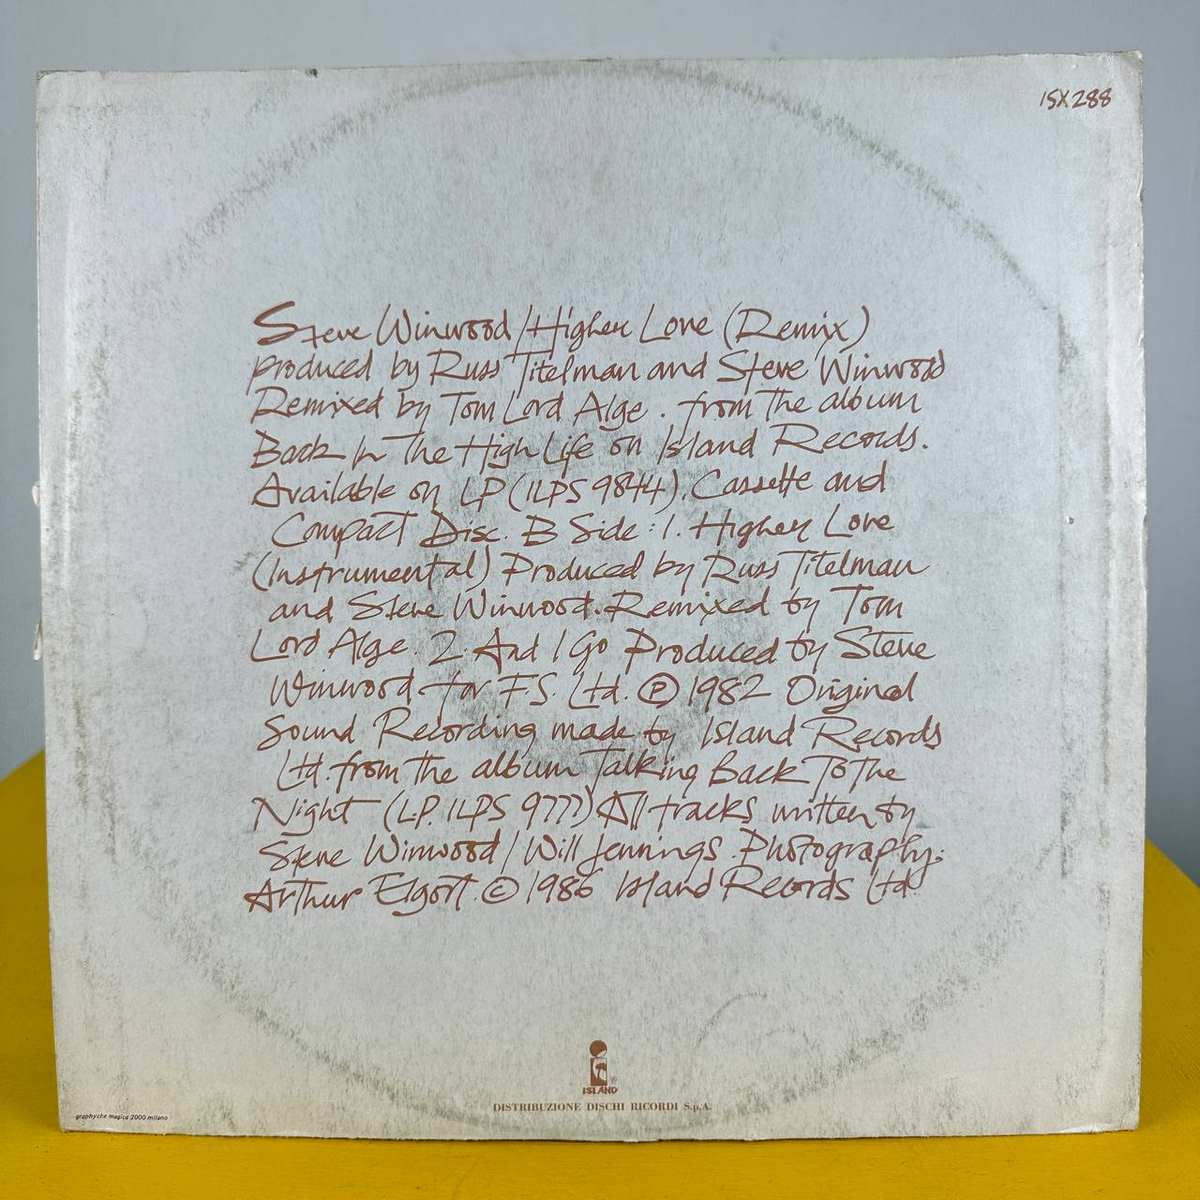 ISX288
Steve Winwood/Higher Love (Remix)
Produced by Russ Titelman and Steve Winwood
Remixed by Tom Lord Alge. from The album
Back In The High Life on Island Records.
Available on LP (ILPS 9844). Cassette and
Compact Disc. B Side: 1. Higher Love
(Instrumental) Produced by Russ Titelman
and Steve Winwood. Remixed by Tom
Lord Alge. 2. And I Go Produced by Steve
Winwood for F.S. Ltd. ℗ 1982 Original
Sound Recording made by Island Records
Ltd. from The album Talking Back To The
Night (L.P. ILPS 9777) All tracks written by
Steve Winwood/Will Jennings. Photography:
Arthur Elgort. © 1986 Island Records Ltd.
ISLAND
DISTRIBUZIONE DISCHI RICORDI S.p.A.
graphyche magica 2000 milano